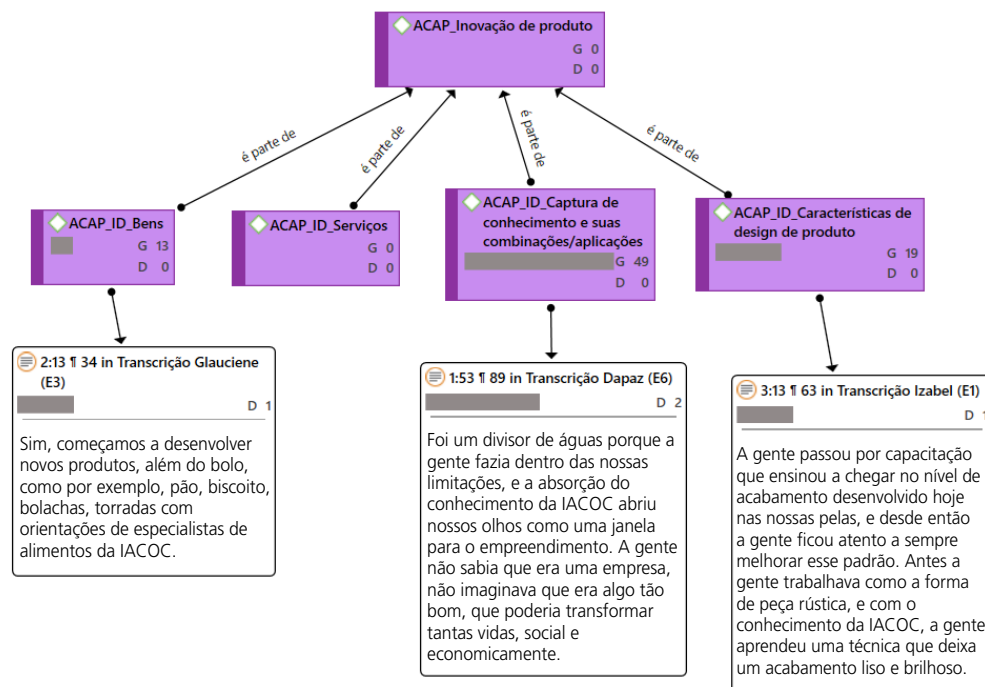 ACAP_Inovação de produto
G 0
D 0
é parte de
é parte de
é parte de
é parte de
ACAP_ID_Bens
G 13
D 0
ACAP_ID_Serviços
G 0
D 0
ACAP_ID_Captura de
conhecimento e suas
combinações/aplicações
G 49
D 0
ACAP_ID_Características de
design de produto
G 19
D 0
2:13 ¶ 34 in Transcrição Glauciene
(E3)
D 1
Sim, começamos a desenvolver
novos produtos, além do bolo,
como por exemplo, pão, biscoito,
bolachas, torradas com
orientações de especialistas de
alimentos da IACOC.
1:53 ¶ 89 in Transcrição Dapaz (E6)
D 2
Foi um divisor de águas porque a
gente fazia dentro das nossas
limitações, e a absorção do
conhecimento da IACOC abriu
nossos olhos como uma janela
para o empreendimento. A gente
não sabia que era uma empresa,
não imaginava que era algo tão
bom, que poderia transformar
tantas vidas, social e
economicamente.
3:13 ¶ 63 in Transcrição Izabel (E1)
D 1
A gente passou por capacitação
que ensinou a chegar no nível de
acabamento desenvolvido hoje
nas nossas pelas, e desde então
a gente ficou atento a sempre
melhorar esse padrão. Antes a
gente trabalhava como a forma
de peça rústica, e com o
conhecimento da IACOC, a gente
aprendeu uma técnica que deixa
um acabamento liso e brilhoso.